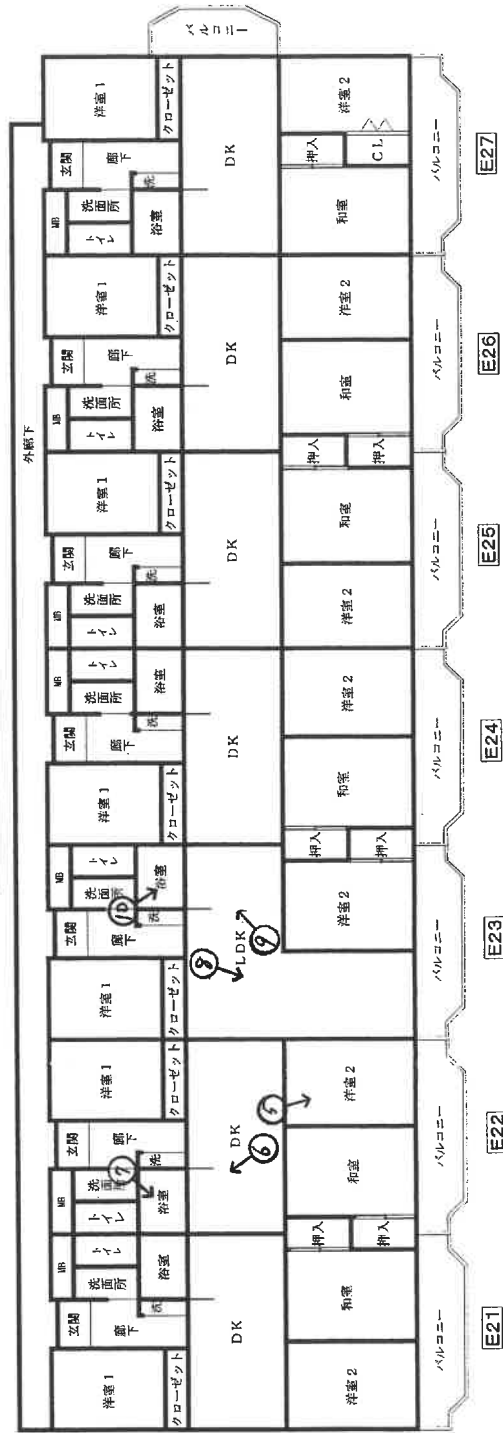 外廊下
洋室1
玄関
廊下
MB
洗面所
トイレ
洗
浴室
クローゼット
DK
洋室2
和室
押入
バルコニー
E21
MB
トイレ
洗面所
玄関
廊下
洋室1
浴室
⑦
洗
クローゼット
DK
⑥
⑤
押入
和室
洋室2
バルコニー
E22
洋室1
玄関
廊下
MB
洗面所
トイレ
⑩
洗
浴室
クローゼット
⑧
LDK
⑨
洋室2
押入
バルコニー
E23
洋室1
玄関
廊下
MB
洗面所
トイレ
洗
浴室
クローゼット
DK
押入
和室
洋室2
バルコニー
E24
MB
トイレ
洗面所
玄関
廊下
洋室1
浴室
洗
クローゼット
DK
洋室2
和室
押入
バルコニー
E25
MB
トイレ
洗面所
玄関
廊下
洋室1
浴室
洗
クローゼット
DK
押入
和室
洋室2
バルコニー
E26
MB
トイレ
洗面所
玄関
廊下
洋室1
浴室
洗
クローゼット
DK
バルコニー
和室
押入
CL
洋室2
バルコニー
E27